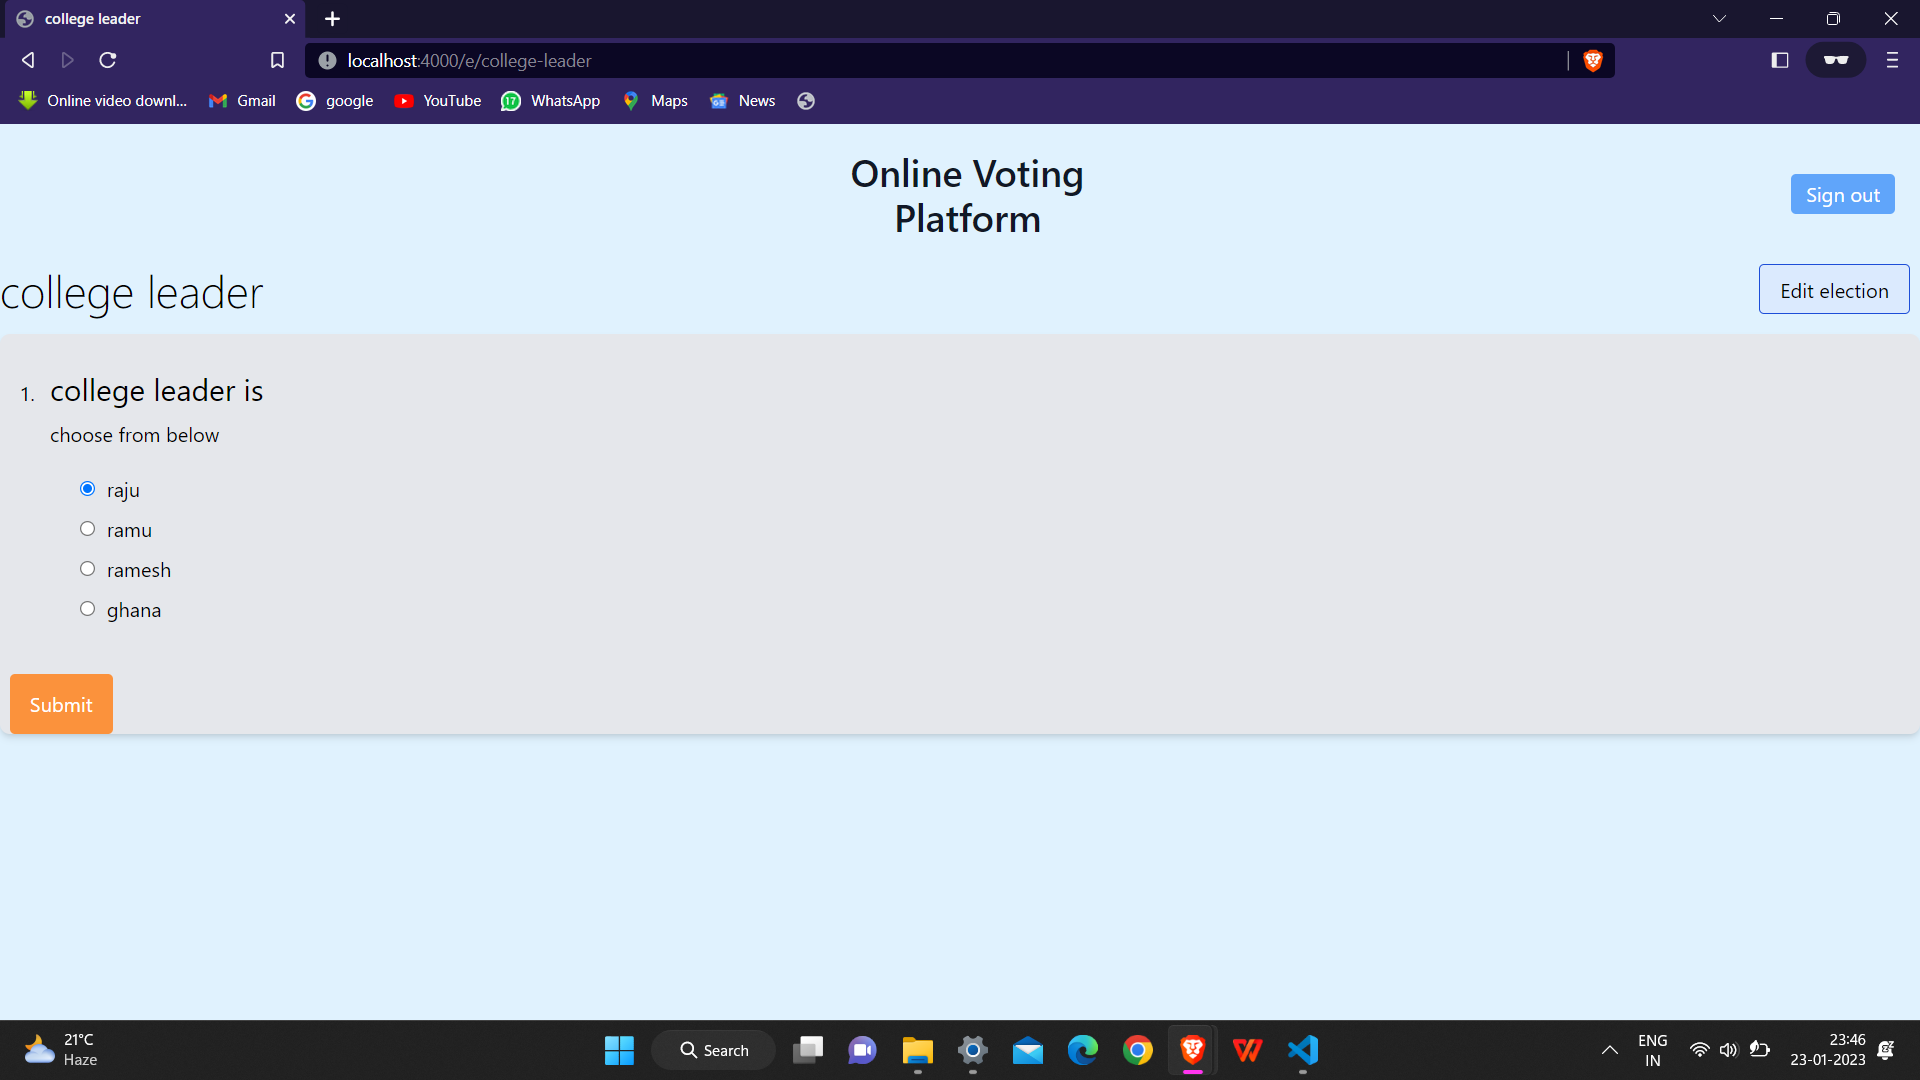 college leader
localhost:4000/e/college-leader
Online video downl...
Gmail
google
17
YouTube
WhatsApp
Maps
News
Online Voting
Platform
Sign out
college leader
Edit election
1. college leader is
choose from below
raju
ramu
ramesh
ghana
Submit
21°C
Haze
Search
ENG
IN
23:46
23-01-2023